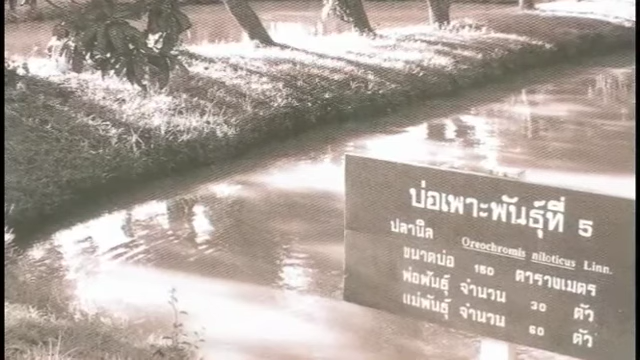 บ่อเพาะพันธุ์ที่ 5
ปลานิล Oreochromis niloticus Linn.
ขนาดบ่อ 150 ตารางเมตร
พ่อพันธุ์ จำนวน 30 ตัว
แม่พันธุ์ จำนวน 60 ตัว